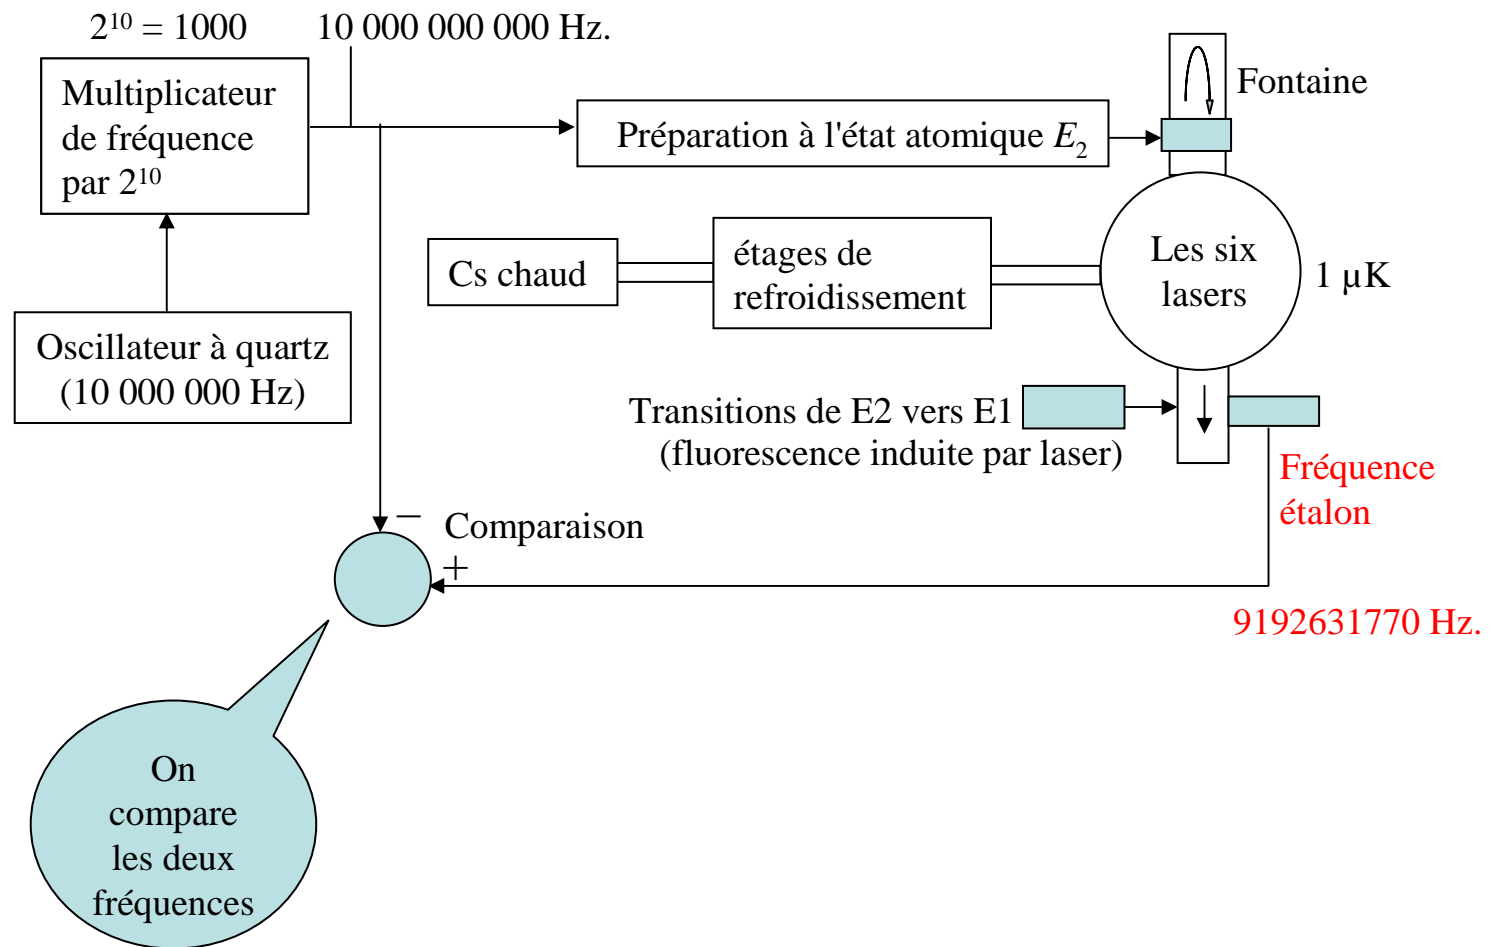 2¹⁰ = 1000
10 000 000 000 Hz.
Multiplicateur
de fréquence
par 2¹⁰
Préparation à l'état atomique E₂
Fontaine
Cs chaud
étages de
refroidissement
Les six
lasers
1 µK
Oscillateur à quartz
(10 000 000 Hz)
Transitions de E2 vers E1
(fluorescence induite par laser)
Fréquence
étalon
− Comparaison
+
9192631770 Hz.
On
compare
les deux
fréquences